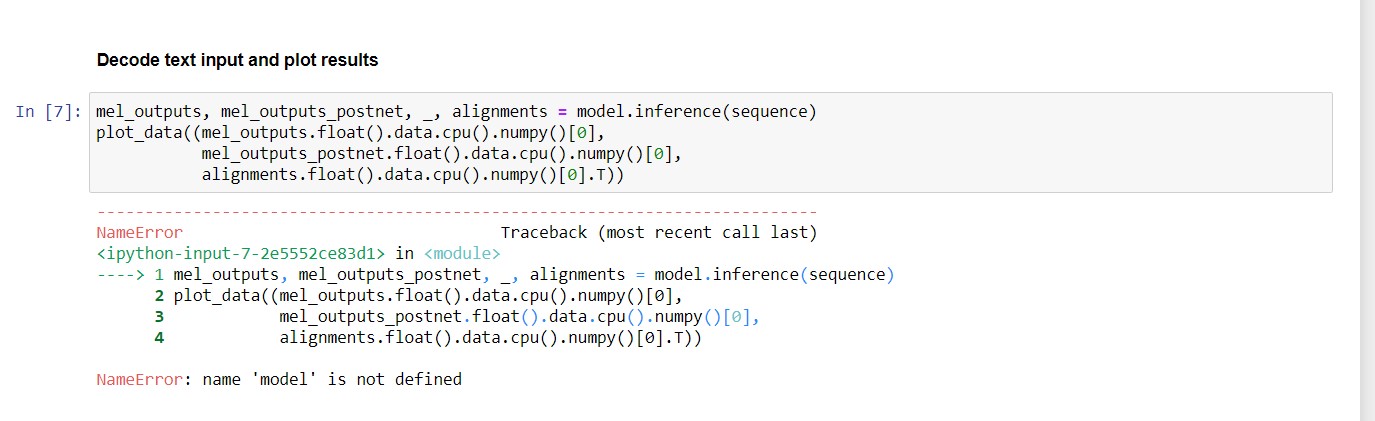 Decode text input and plot results
In [7]: mel_outputs, mel_outputs_postnet, _, alignments = model.inference(sequence)
plot_data((mel_outputs.float().data.cpu().numpy()[0],
mel_outputs_postnet.float().data.cpu().numpy()[0],
alignments.float().data.cpu().numpy()[0].T))
---------------------------------------------------------------------------
NameError Traceback (most recent call last)
<ipython-input-7-2e5552ce83d1> in <module>
----> 1 mel_outputs, mel_outputs_postnet, _, alignments = model.inference(sequence)
2 plot_data((mel_outputs.float().data.cpu().numpy()[0],
3 mel_outputs_postnet.float().data.cpu().numpy()[0],
4 alignments.float().data.cpu().numpy()[0].T))
NameError: name 'model' is not defined